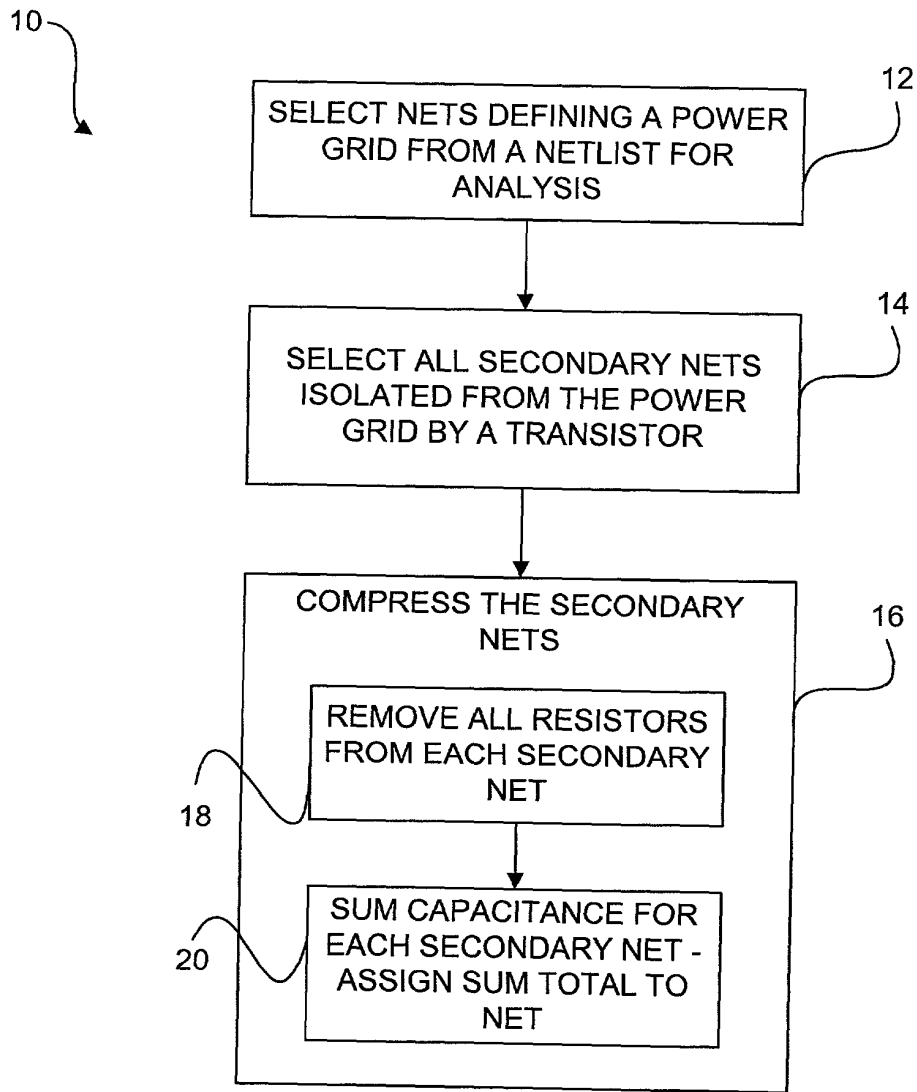 10
12
SELECT NETS DEFINING A POWER
GRID FROM A NETLIST FOR
ANALYSIS
14
SELECT ALL SECONDARY NETS
ISOLATED FROM THE POWER
GRID BY A TRANSISTOR
COMPRESS THE SECONDARY
NETS
16
REMOVE ALL RESISTORS
FROM EACH SECONDARY
NET
18
SUM CAPACITANCE FOR
EACH SECONDARY NET -
ASSIGN SUM TOTAL TO
NET
20